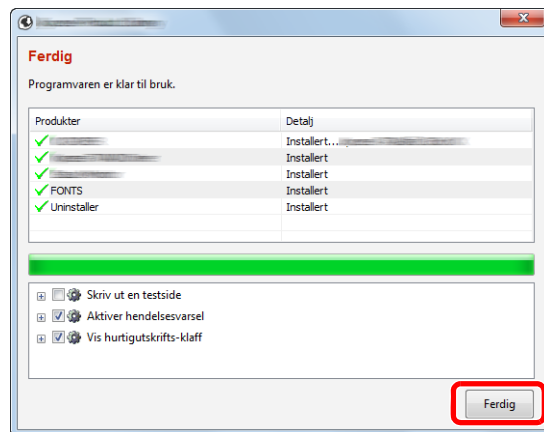 Ferdig
Programvaren er klar til bruk.
Produkter Detalj
Installert...
Installert
Installert
FONTS Installert
Uninstaller Installert
Skriv ut en testside
Aktiver hendelsesvarsel
Vis hurtigutskrifts-klaff
Ferdig